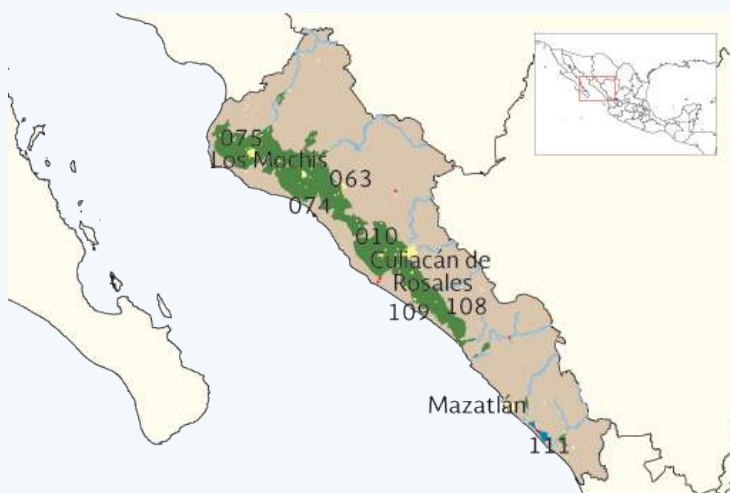 075
Los Mochis
063
074
010
Culiacán de
Rosales
109
108
Mazatlán
111